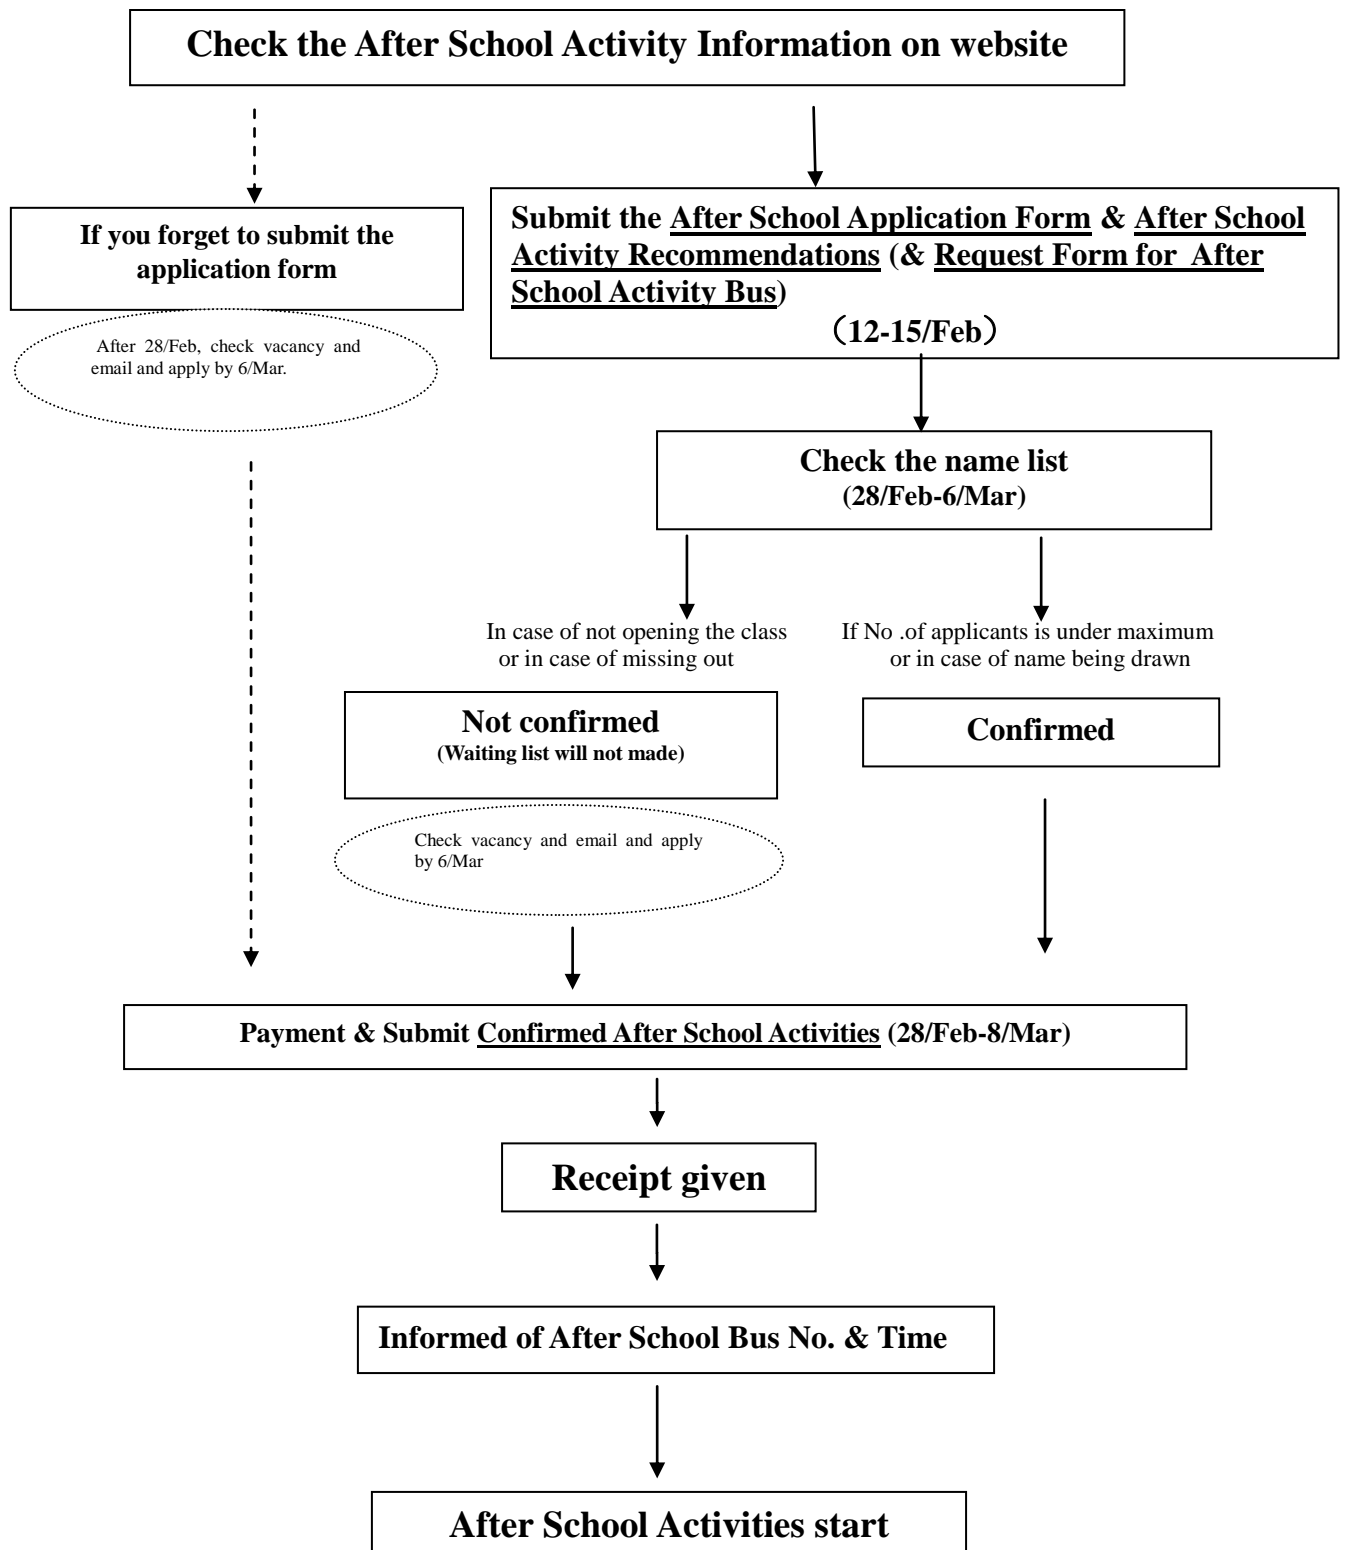 Check the After School Activity Information on website
If you forget to submit the
application form
After 28/Feb, check vacancy and
email and apply by 6/Mar.
Submit the After School Application Form & After School
Activity Recommendations (& Request Form for After
School Activity Bus)
（12-15/Feb）
Check the name list
(28/Feb-6/Mar)
In case of not opening the class
or in case of missing out
If No .of applicants is under maximum
or in case of name being drawn
Not confirmed
(Waiting list will not made)
Confirmed
Check vacancy and email and apply
by 6/Mar
Payment & Submit Confirmed After School Activities (28/Feb-8/Mar)
Receipt given
Informed of After School Bus No. & Time
After School Activities start